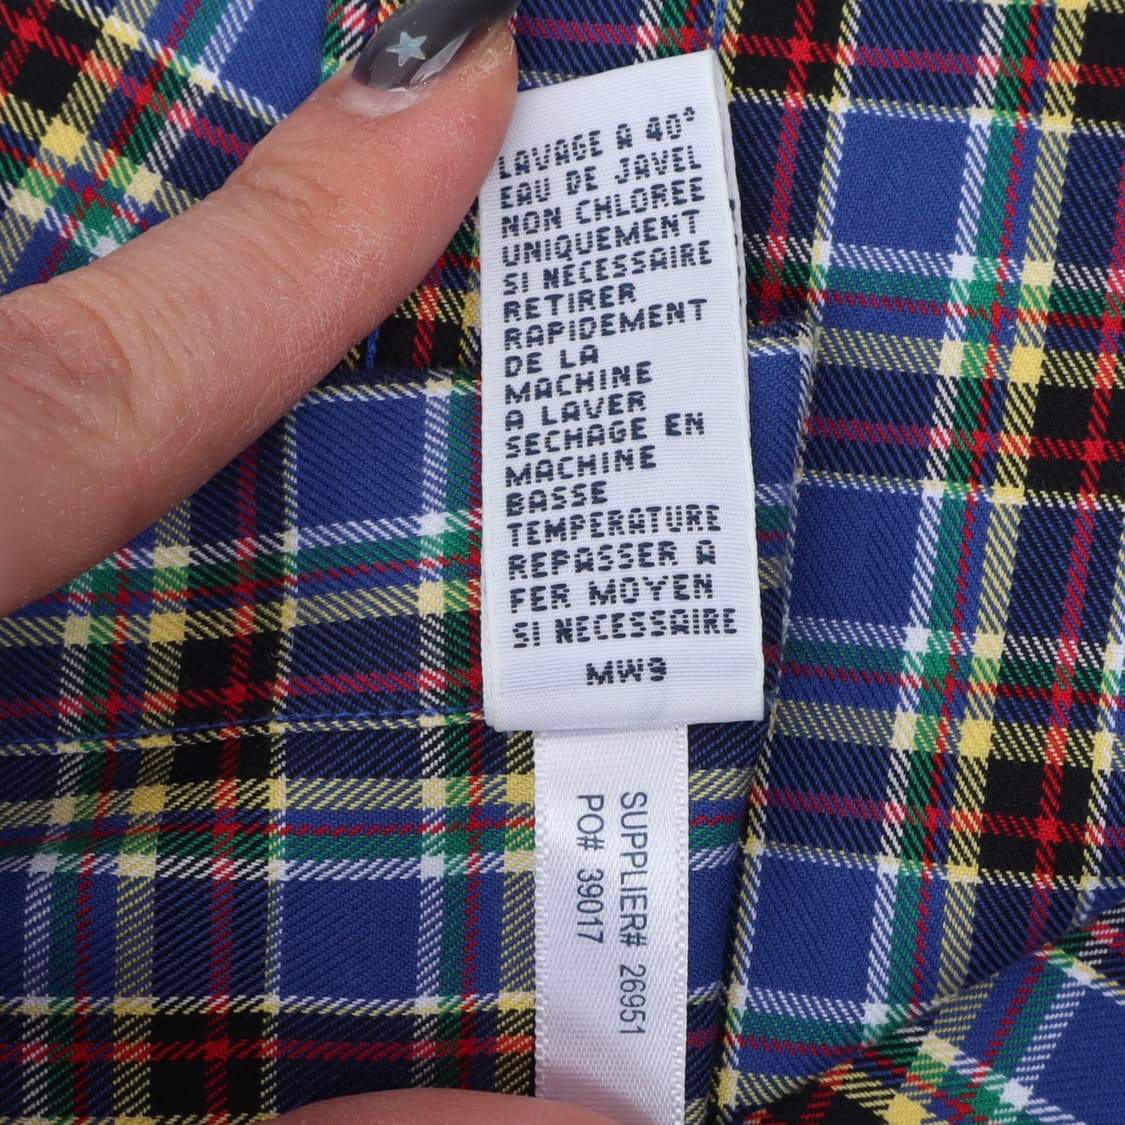 LAVAGE A 40°
EAU DE JAVEL
NON CHLOREE
UNIQUEMENT
SI NECESSAIRE
RETIRER
RAPIDEMENT
DE LA
MACHINE
A LAVER
SECHAGE EN
MACHINE
BASSE
TEMPERATURE
REPASSER A
FER MOYEN
SI NECESSAIRE
MW9
SUPPLIER# 26951
PO# 39017